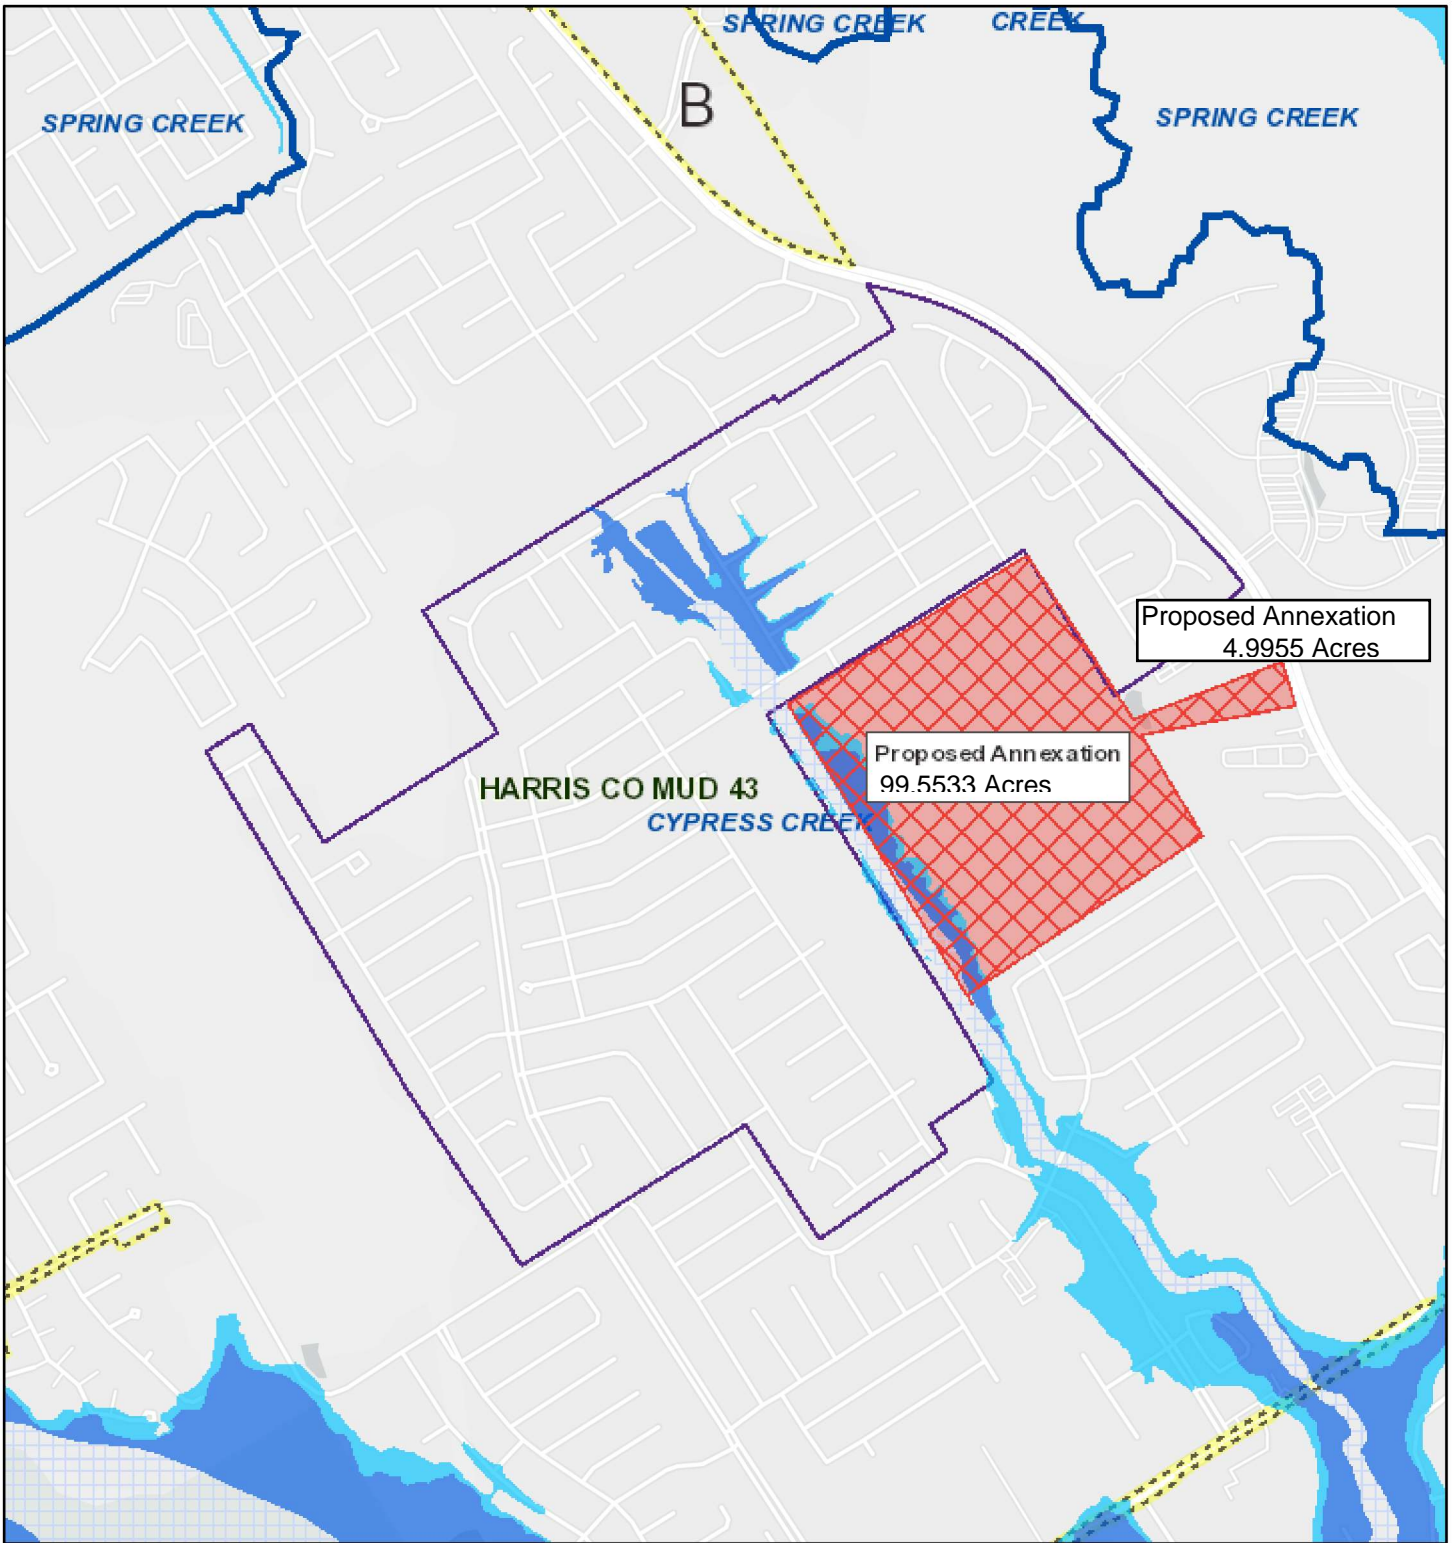 SPRING CREEK
CREEK
B
SPRING CREEK
SPRING CREEK
Proposed Annexation
4.9955 Acres
Proposed Annexation
99.5533 Acres
HARRIS CO MUD 43
CYPRESS CREEK